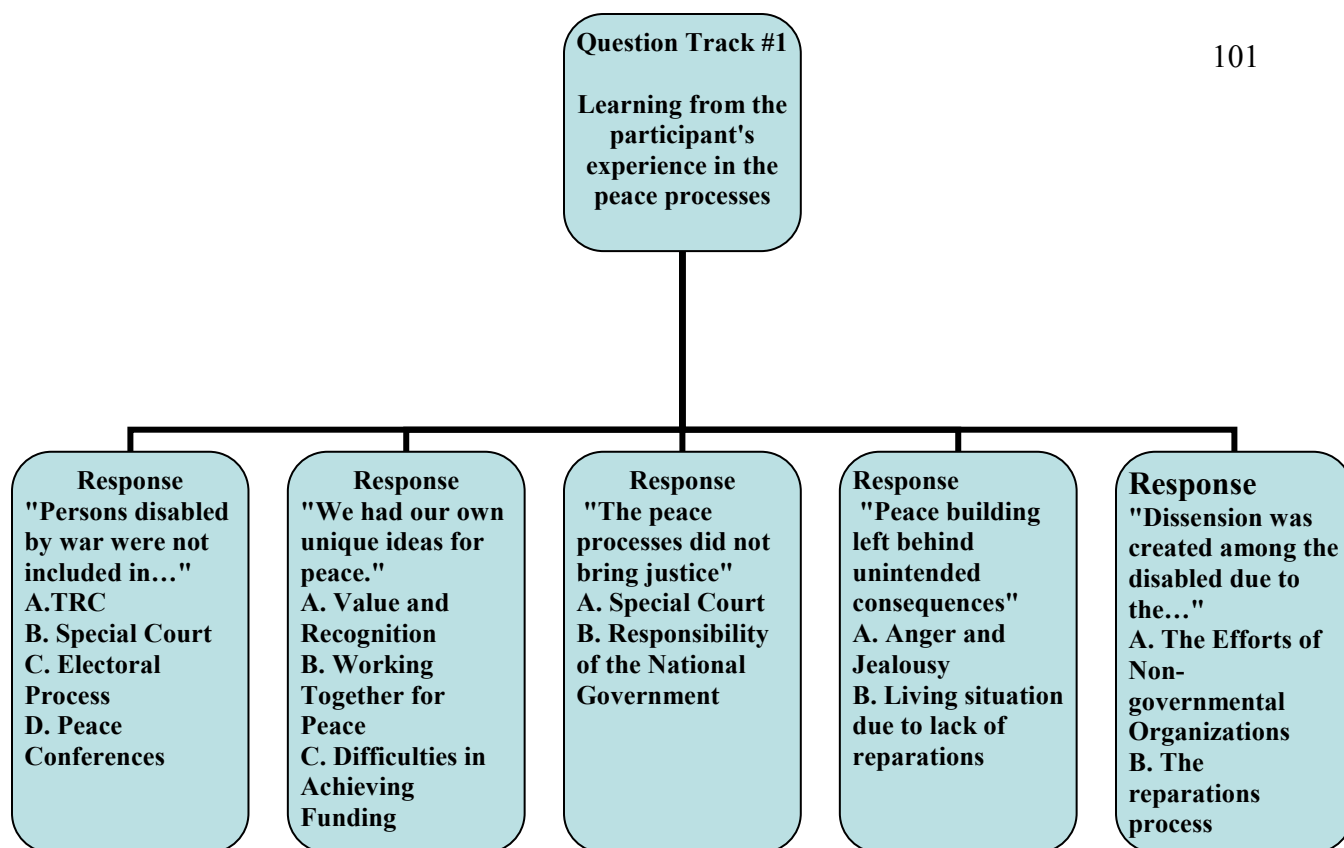 101
Question Track #1
Learning from the
participant's
experience in the
peace processes
Response
"Persons disabled
by war were not
included in…"
A.TRC
B. Special Court
C. Electoral
Process
D. Peace
Conferences
Response
"We had our own
unique ideas for
peace."
A. Value and
Recognition
B. Working
Together for
Peace
C. Difficulties in
Achieving
Funding
Response
"The peace
processes did not
bring justice"
A. Special Court
B. Responsibility
of the National
Government
Response
"Peace building
left behind
unintended
consequences"
A. Anger and
Jealousy
B. Living situation
due to lack of
reparations
Response
"Dissension was
created among the
disabled due to
the…"
A. The Efforts of
Non-
governmental
Organizations
B. The
reparations
process